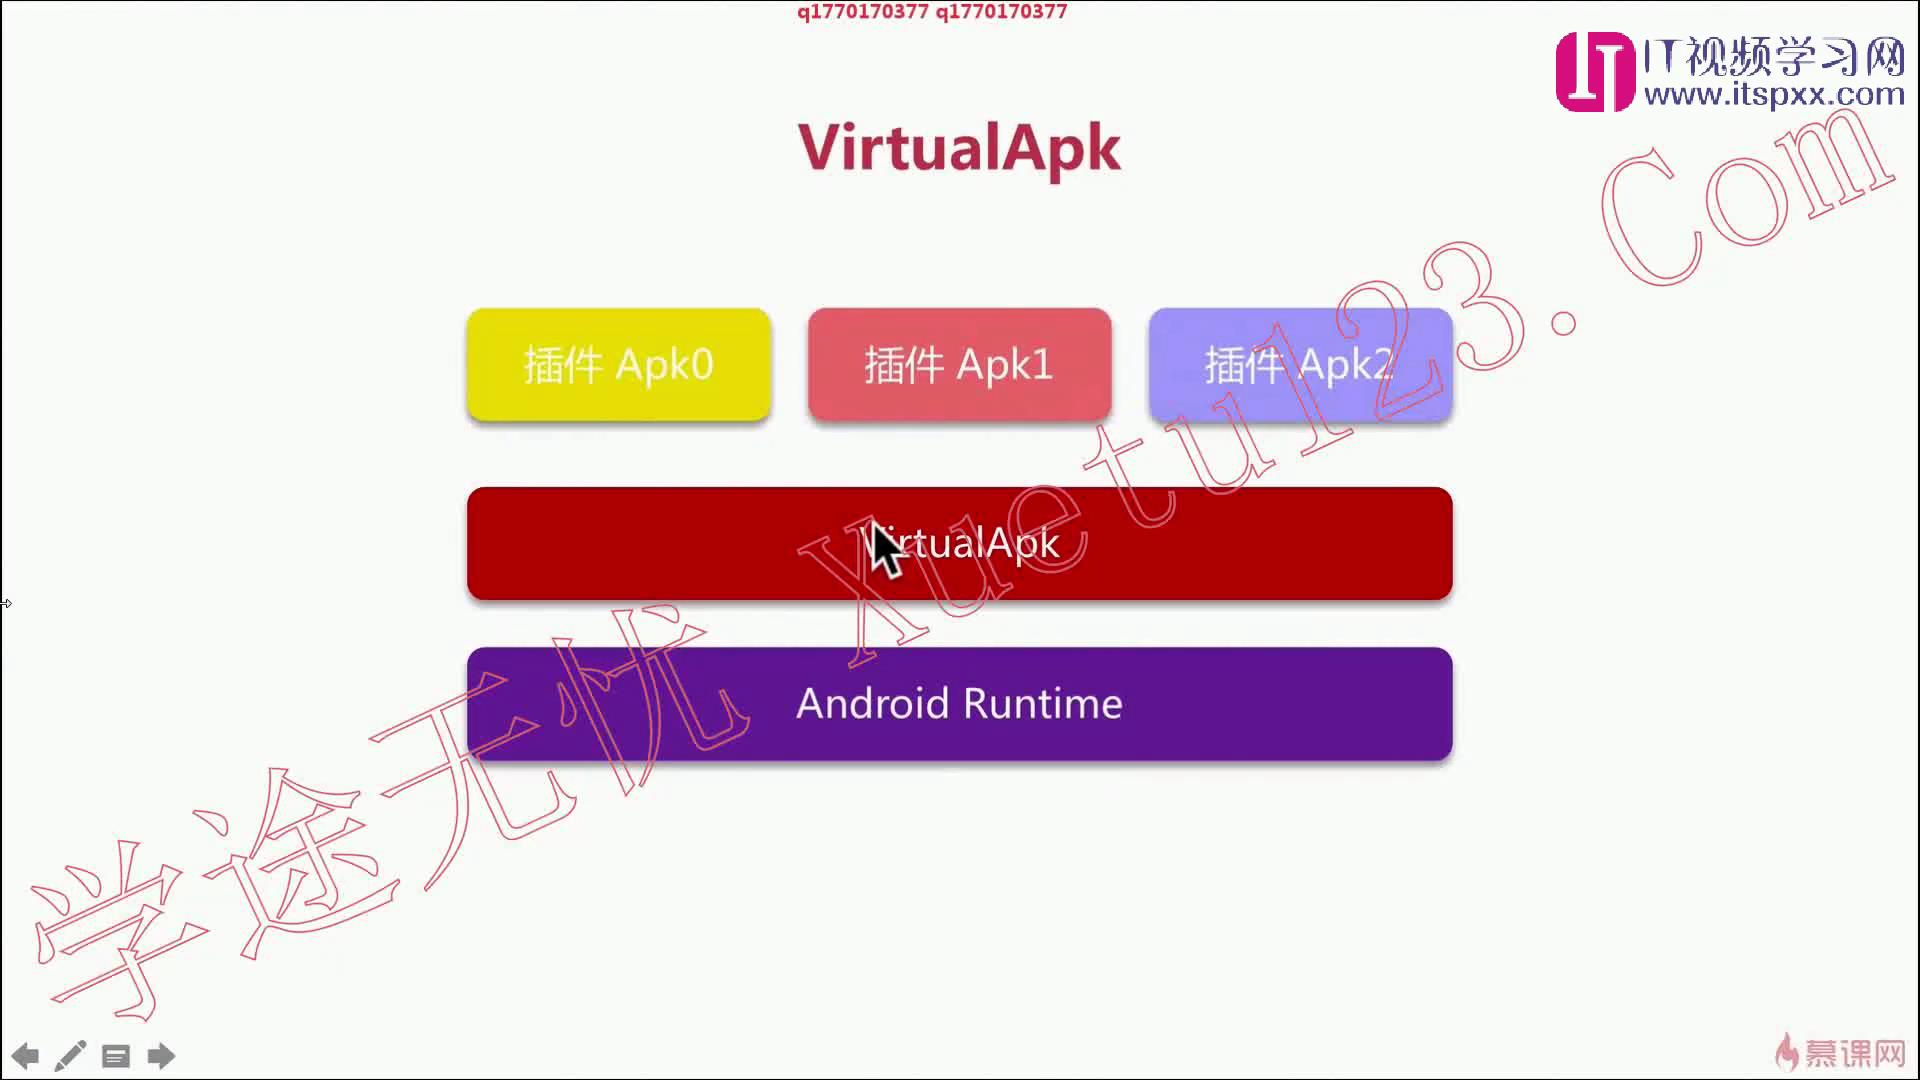 q1770170377 q1770170377
IT视频学习网
www.itspxx.com
VirtualApk
插件 Apk0
插件 Apk1
插件 Apk2
VirtualApk
Android Runtime
学途无忧 Xuetu123.Com
慕课网